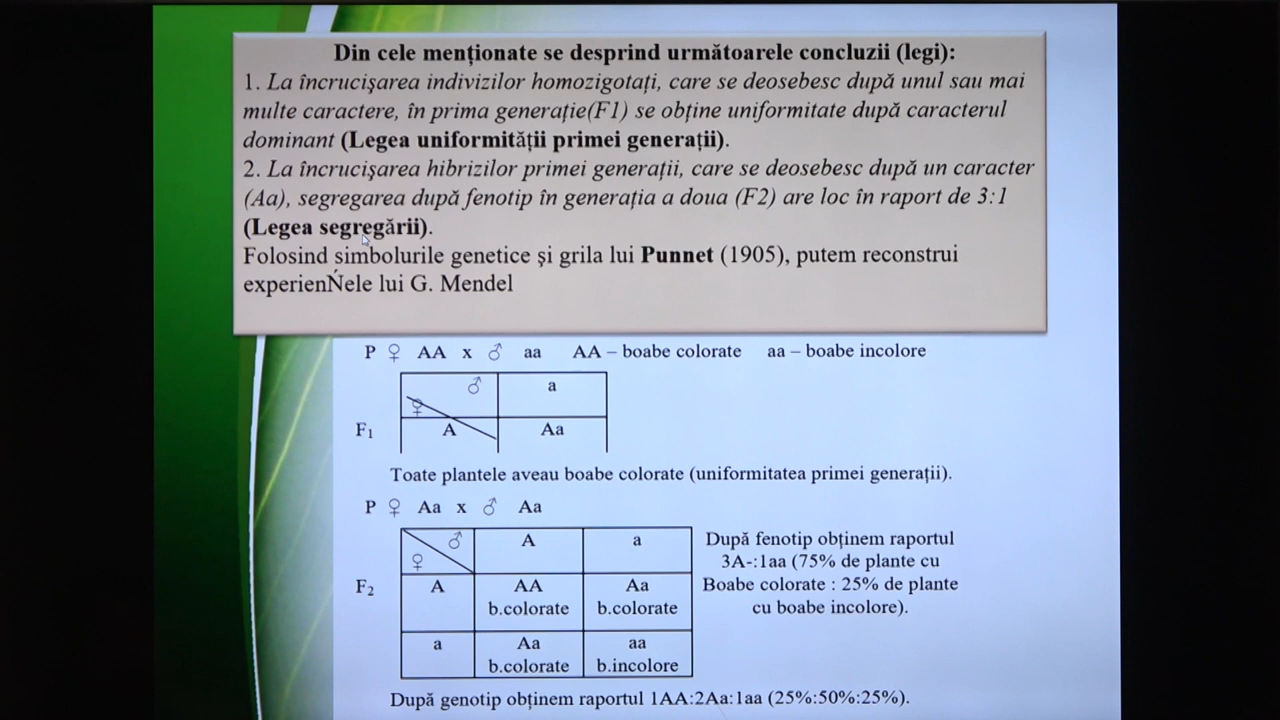 Din cele menționate se desprind următoarele concluzii (legi):
1. La încrucişarea indivizilor homozigotați, care se deosebesc după unul sau mai
multe caractere, în prima generație(F1) se obține uniformitate după caracterul
dominant (Legea uniformității primei generații).
2. La încrucişarea hibrizilor primei generații, care se deosebesc după un caracter
(Aa), segregarea după fenotip în generația a doua (F2) are loc în raport de 3:1
(Legea segregării).
Folosind simbolurile genetice şi grila lui Punnet (1905), putem reconstrui
experienŃele lui G. Mendel
P ♀ AA x ♂ aa AA – boabe colorate aa – boabe incolore
♂ a
♀
F1 A Aa
Toate plantele aveau boabe colorate (uniformitatea primei generații).
P ♀ Aa x ♂ Aa
♂ A a
♀
F2 A AA Aa
b.colorate b.colorate
a Aa aa
b.colorate b.incolore
După fenotip obținem raportul
3A-:1aa (75% de plante cu
Boabe colorate : 25% de plante
cu boabe incolore).
După genotip obținem raportul 1AA:2Aa:1aa (25%:50%:25%).